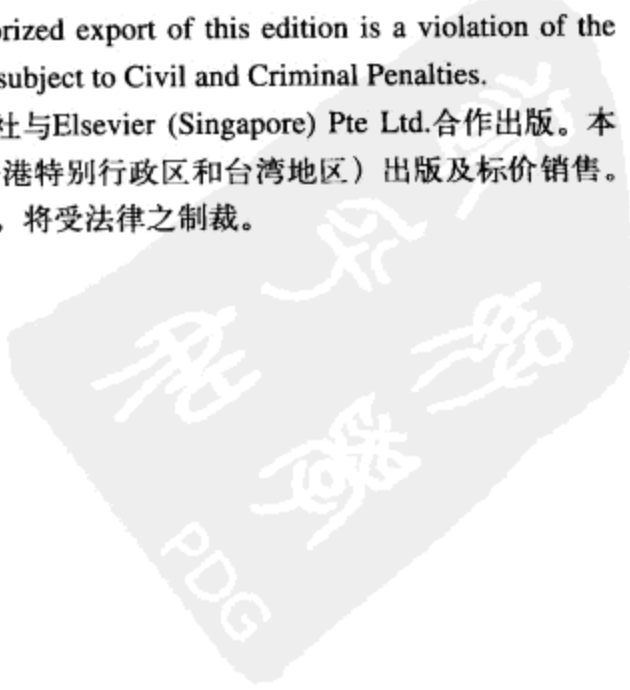 orized export of this edition is a violation of the
subject to Civil and Criminal Penalties.
社与Elsevier (Singapore) Pte Ltd.合作出版。本
港特别行政区和台湾地区）出版及标价销售。
，将受法律之制裁。
PDG